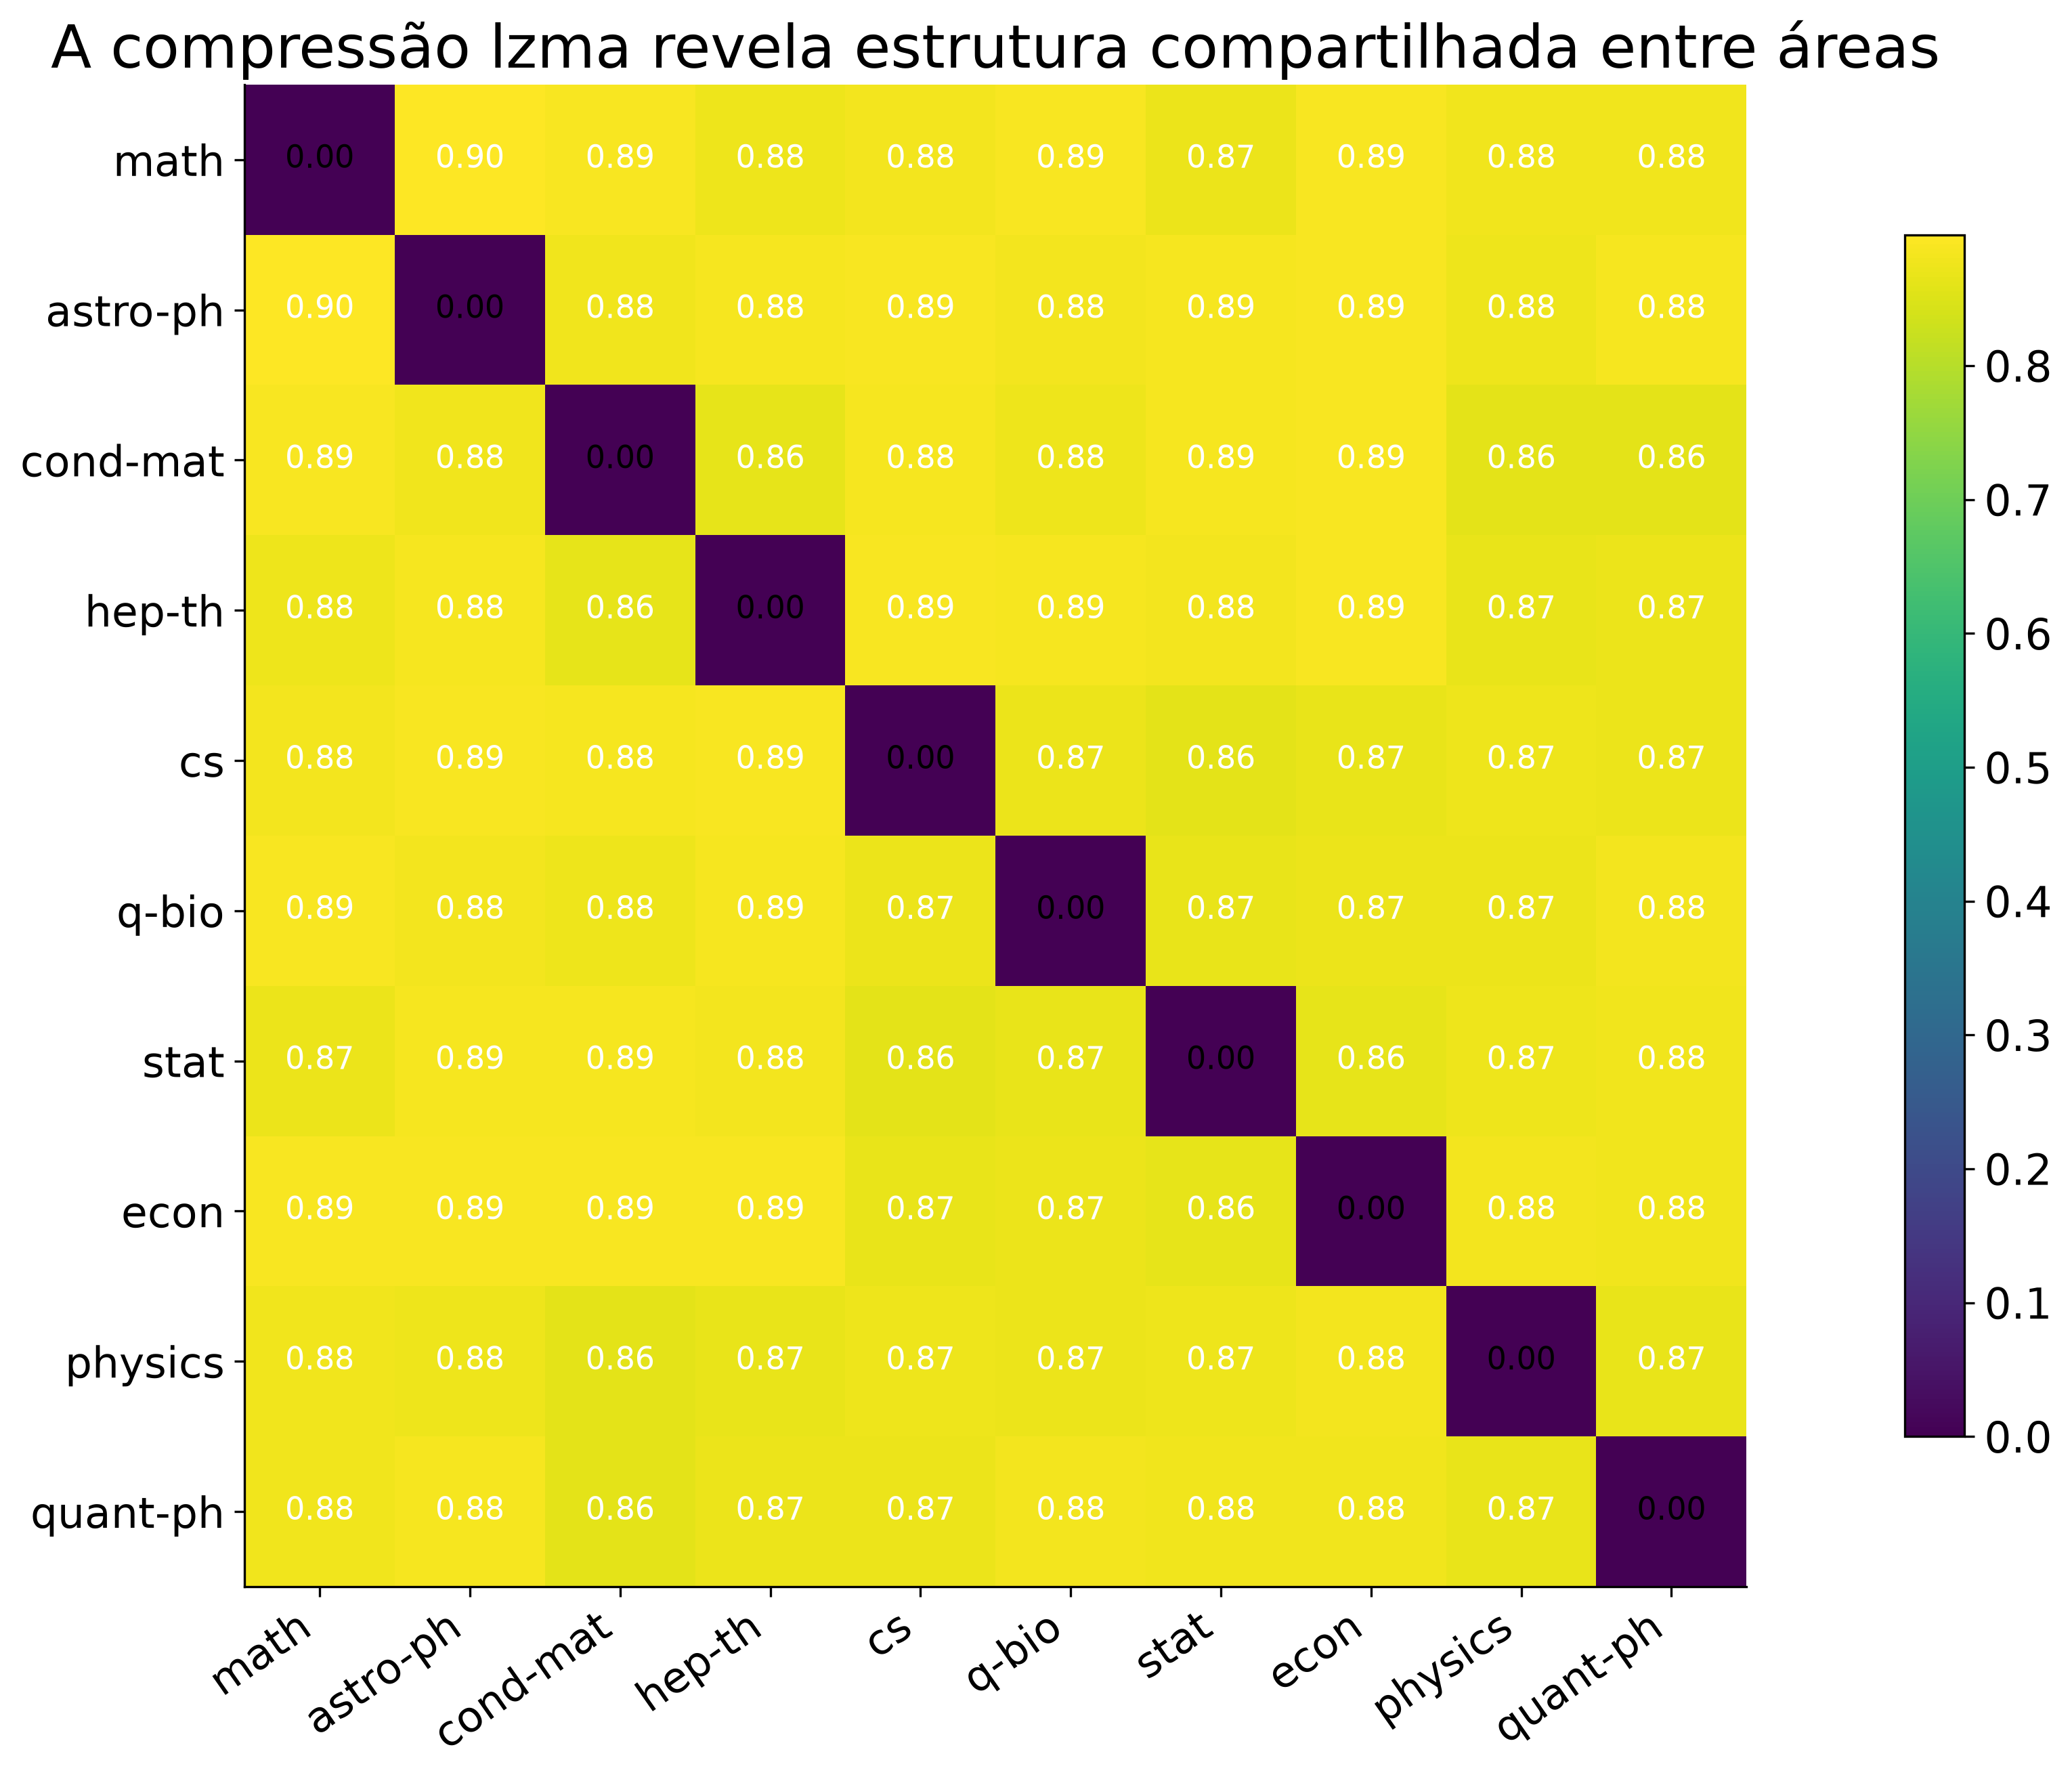 A compressão lzma revela estrutura compartilhada entre áreas
math 0.00 0.90 0.89 0.88 0.88 0.89 0.87 0.89 0.88 0.88
astro-ph 0.90 0.00 0.88 0.88 0.89 0.88 0.89 0.89 0.88 0.88
cond-mat 0.89 0.88 0.00 0.86 0.88 0.88 0.89 0.89 0.86 0.86
hep-th 0.88 0.88 0.86 0.00 0.89 0.89 0.88 0.89 0.87 0.87
cs 0.88 0.89 0.88 0.89 0.00 0.87 0.86 0.87 0.87 0.87
q-bio 0.89 0.88 0.88 0.89 0.87 0.00 0.87 0.87 0.87 0.88
stat 0.87 0.89 0.89 0.88 0.86 0.87 0.00 0.86 0.87 0.88
econ 0.89 0.89 0.89 0.89 0.87 0.87 0.86 0.00 0.88 0.88
physics 0.88 0.88 0.86 0.87 0.87 0.87 0.87 0.88 0.00 0.87
quant-ph 0.88 0.88 0.86 0.87 0.87 0.88 0.88 0.88 0.87 0.00
math astro-ph cond-mat hep-th cs q-bio stat econ physics quant-ph
0.8
0.7
0.6
0.5
0.4
0.3
0.2
0.1
0.0